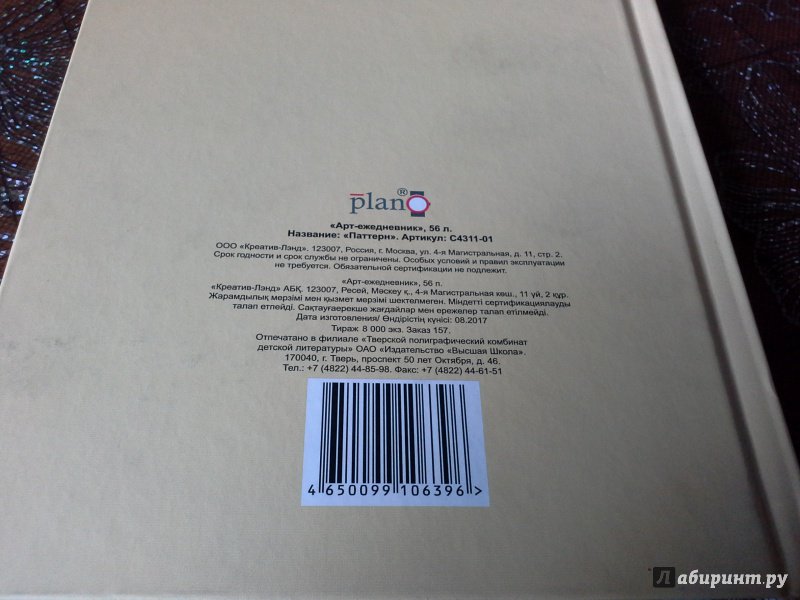 plano®
«Арт-ежедневник», 56 л.
Название: «Паттерн». Артикул: С4311-01
ООО «Креатив-Лэнд». 123007, Россия, г. Москва, ул. 4-я Магистральная, д. 11, стр. 2.
Срок годности и срок службы не ограничены. Особых условий и правил эксплуатации
не требуется. Обязательной сертификации не подлежит.
«Арт-ежедневник», 56 п.
«Креатив-Лэнд» АБҚ. 123007, Ресей, Мәскеу қ., 4-я Магистральная көш., 11 үй, 2 құр.
Жарамдылық мерзімі мен қызмет мерзімі шектелмеген. Міндетті сертификациялауды
талап етпейді. Сақтауғаерекше жағдайлар мен ережелер талап етілмейді.
Дата изготовления/ Өндірістің күнісі: 08.2017
Тираж 8 000 экз. Заказ 157.
Отпечатано в филиале «Тверской полиграфический комбинат
детской литературы» ОАО «Издательство «Высшая Школа».
170040, г. Тверь, проспект 50 лет Октября, д. 46.
Тел.: +7 (4822) 44-85-98. Факс: +7 (4822) 44-61-51
4 650099 106396 >
Лабиринт.ру